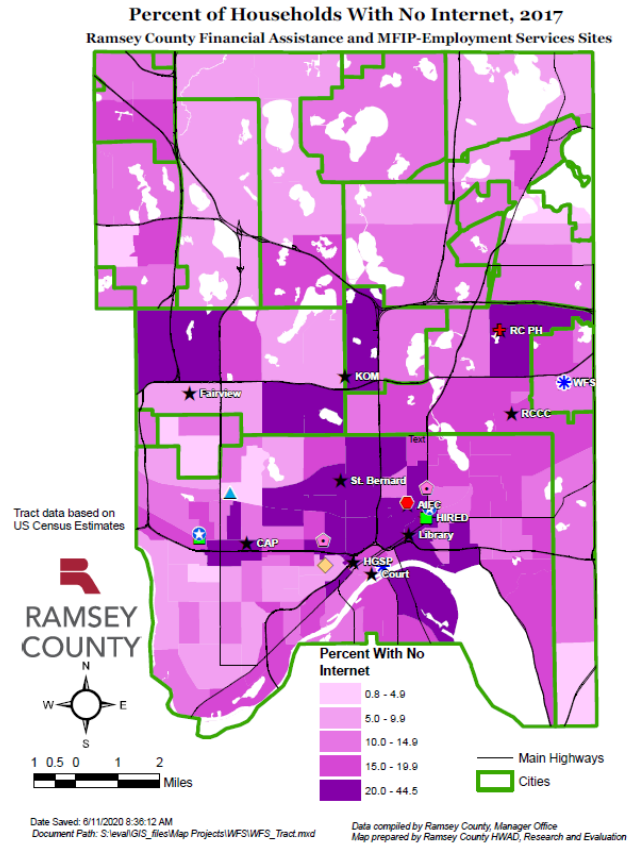 Percent of Households With No Internet, 2017
Ramsey County Financial Assistance and MFIP-Employment Services Sites
RC PH
KOM
WFS
Fairview
RCCC
Text
St. Bernard
AIFC
HIRED
Tract data based on
US Census Estimates
Library
CAP
HGSP
Court
RAMSEY
COUNTY
N
W E
S
Percent With No
Internet
0.8 - 4.9
5.0 - 9.9
10.0 - 14.9
15.0 - 19.9
20.0 - 44.5
Main Highways
Cities
1 0.5 0 1 2
Miles
Date Saved: 6/11/2020 8:36:12 AM
Document Path: S:\eval\GIS_files\Map Projects\WFS\WFS_Tract.mxd
Data compiled by Ramsey County, Manager Office
Map prepared by Ramsey County HWAD, Research and Evaluation